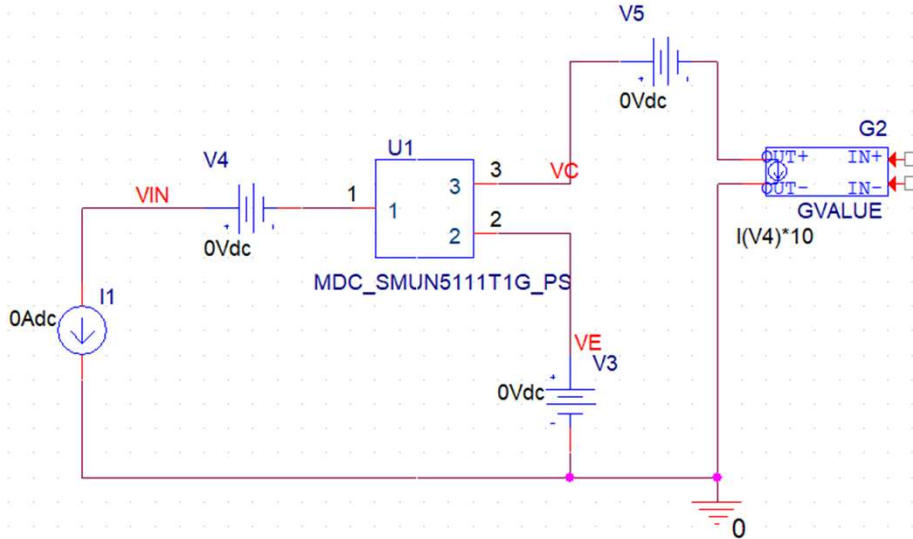 V5
0Vdc
G2
OUT+ IN+
OUT- IN-
GVALUE
I(V4)*10
U1
V4
VIN
0Vdc
1
1
3
3
VC
2
2
MDC_SMUN5111T1G_PS
I1
0Adc
VE
V3
0Vdc
0